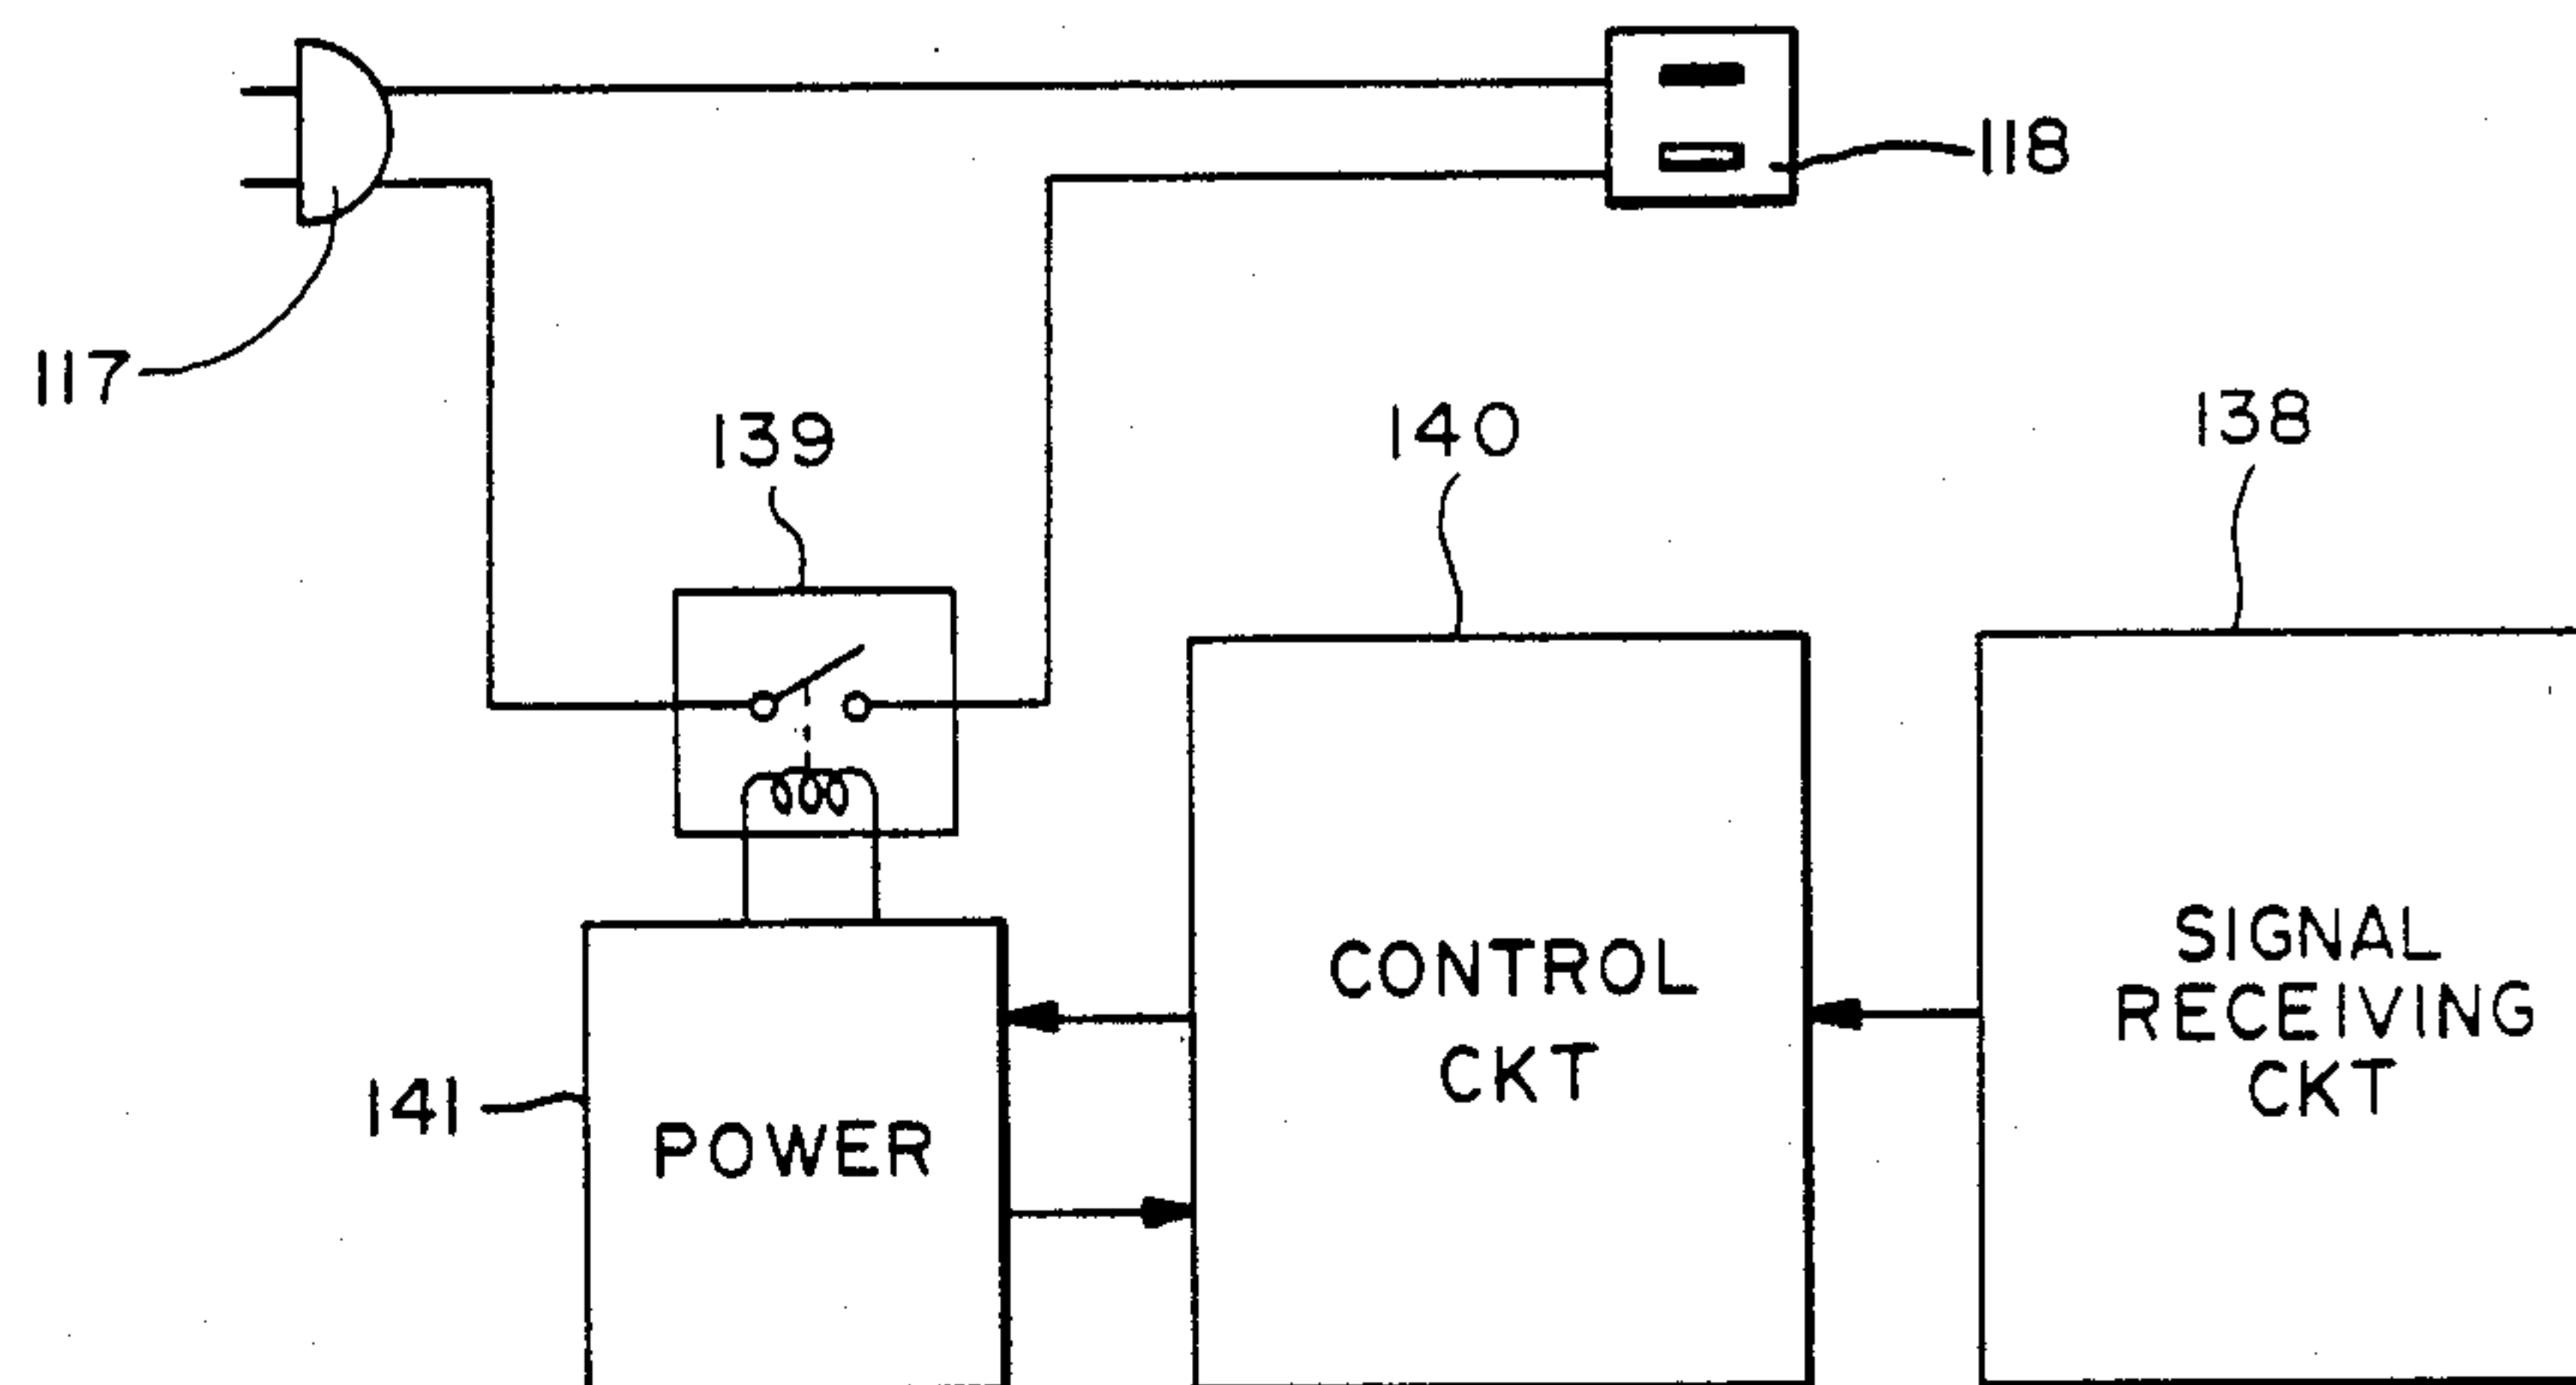 118
117
139
140
138
CONTROL
CKT
SIGNAL
RECEIVING
CKT
141
POWER